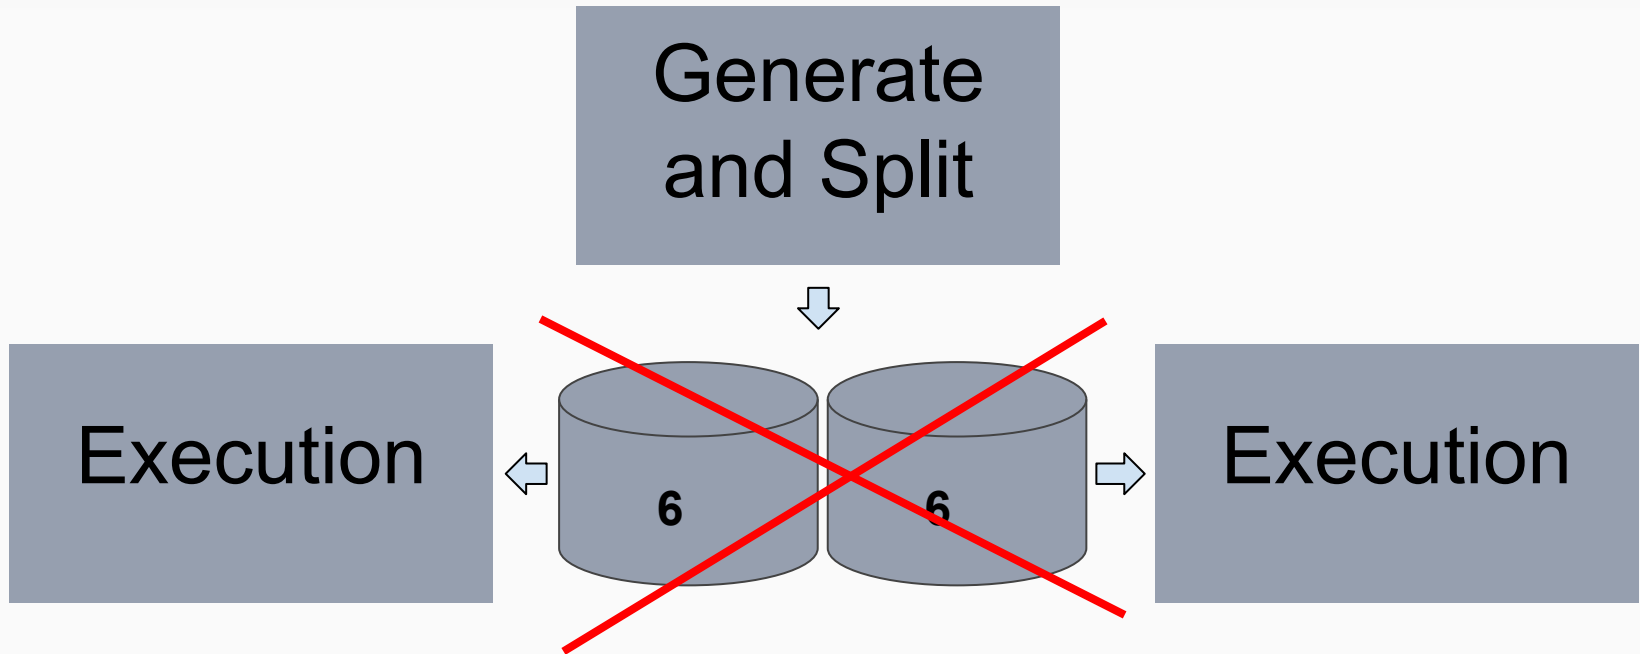 Generate
and Split
Execution
6
6
Execution